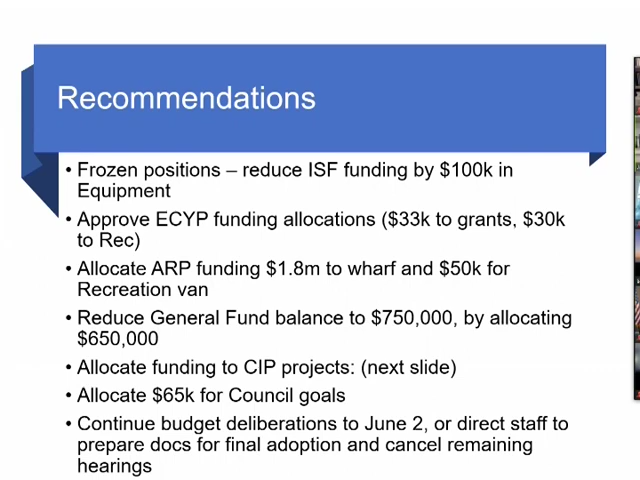 Recommendations
• Frozen positions – reduce ISF funding by $100k in
Equipment
• Approve ECYP funding allocations ($33k to grants, $30k
to Rec)
• Allocate ARP funding $1.8m to wharf and $50k for
Recreation van
• Reduce General Fund balance to $750,000, by allocating
$650,000
• Allocate funding to CIP projects: (next slide)
• Allocate $65k for Council goals
• Continue budget deliberations to June 2, or direct staff to
prepare docs for final adoption and cancel remaining
hearings